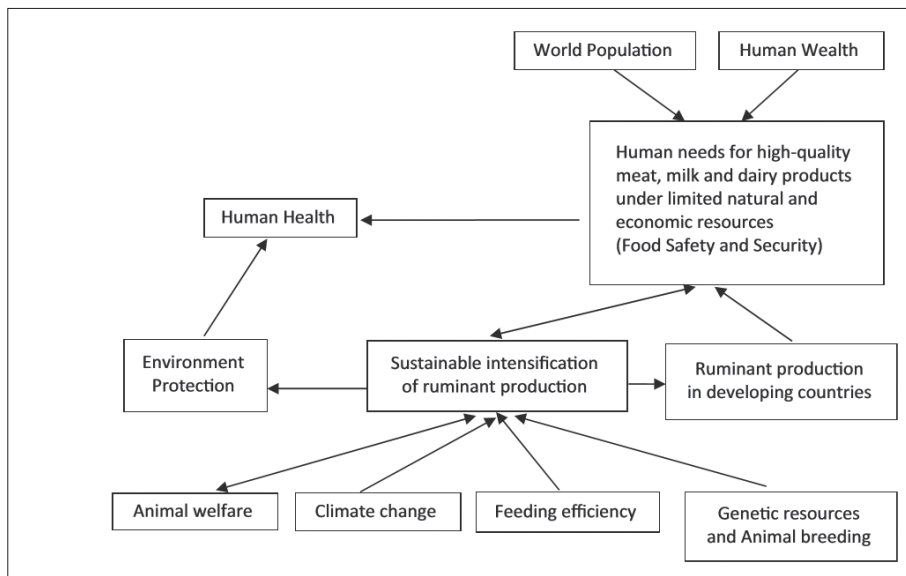 World Population
Human Wealth
Human needs for high-quality
meat, milk and dairy products
under limited natural and
economic resources
(Food Safety and Security)
Human Health
Environment
Protection
Sustainable intensification
of ruminant production
Ruminant production
in developing countries
Animal welfare
Climate change
Feeding efficiency
Genetic resources
and Animal breeding